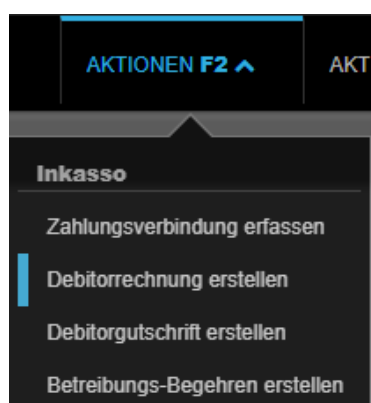 AKTIONEN F2 AKT
Inkasso
Zahlungsverbindung erfassen
Debitorrechnung erstellen
Debitorgutschrift erstellen
Betreibungs-Begehren erstellen